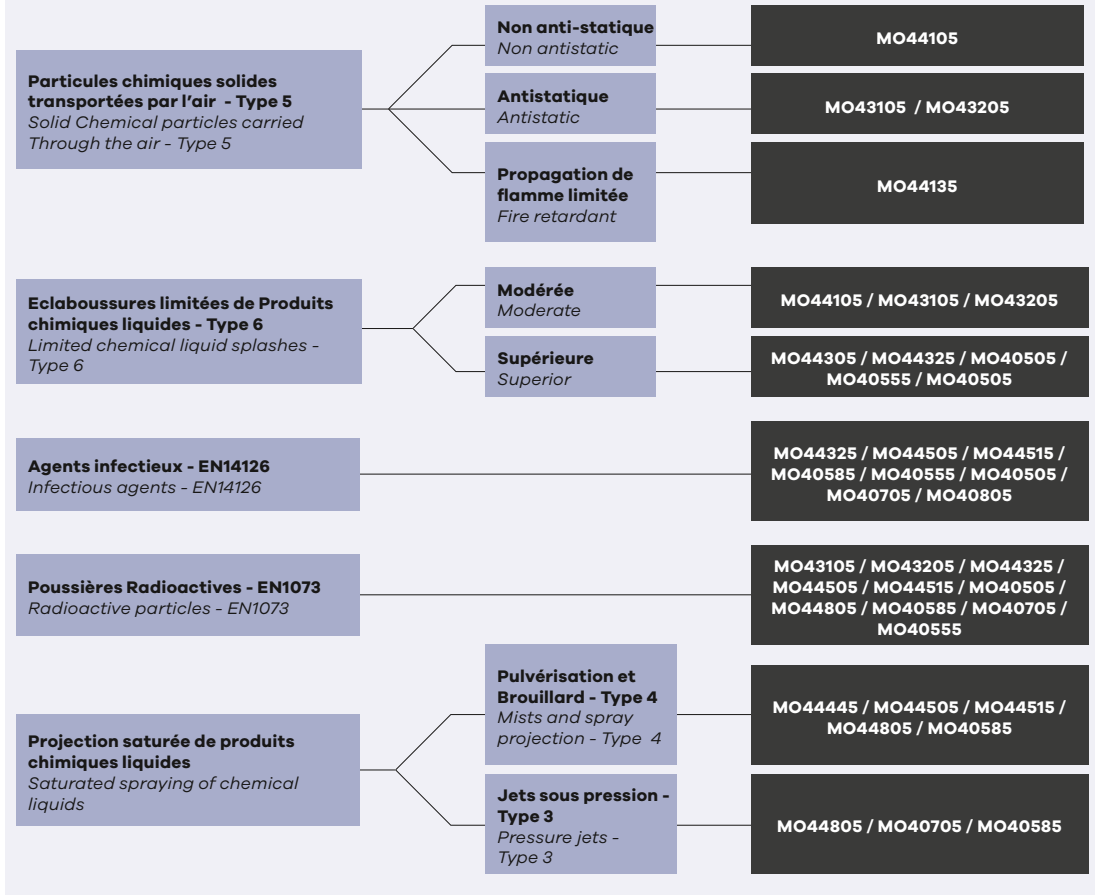 Particules chimiques solides
transportées par l'air - Type 5
Solid Chemical particles carried
Through the air - Type 5
Non anti-statique
Non antistatic
MO44105
Antistatique
Antistatic
MO43105 / MO43205
Propagation de
flamme limitée
Fire retardant
MO44135
Eclaboussures limitées de Produits
chimiques liquides - Type 6
Limited chemical liquid splashes -
Type 6
Modérée
Moderate
MO44105 / MO43105 / MO43205
Supérieure
Superior
MO44305 / MO44325 / MO40505 /
MO40555 / MO40505
Agents infectieux - EN14126
Infectious agents - EN14126
MO44325 / MO44505 / MO44515 /
MO40585 / MO40555 / MO40505 /
MO40705 / MO40805
Poussières Radioactives - EN1073
Radioactive particles - EN1073
MO43105 / MO43205 / MO44325 /
MO44505 / MO44515 / MO40505 /
MO44805 / MO40585 / MO40705 /
MO40555
Projection saturée de produits
chimiques liquides
Saturated spraying of chemical
liquids
Pulvérisation et
Brouillard - Type 4
Mists and spray
projection - Type 4
MO44445 / MO44505 / MO44515 /
MO44805 / MO40585
Jets sous pression -
Type 3
Pressure jets -
Type 3
MO44805 / MO40705 / MO40585